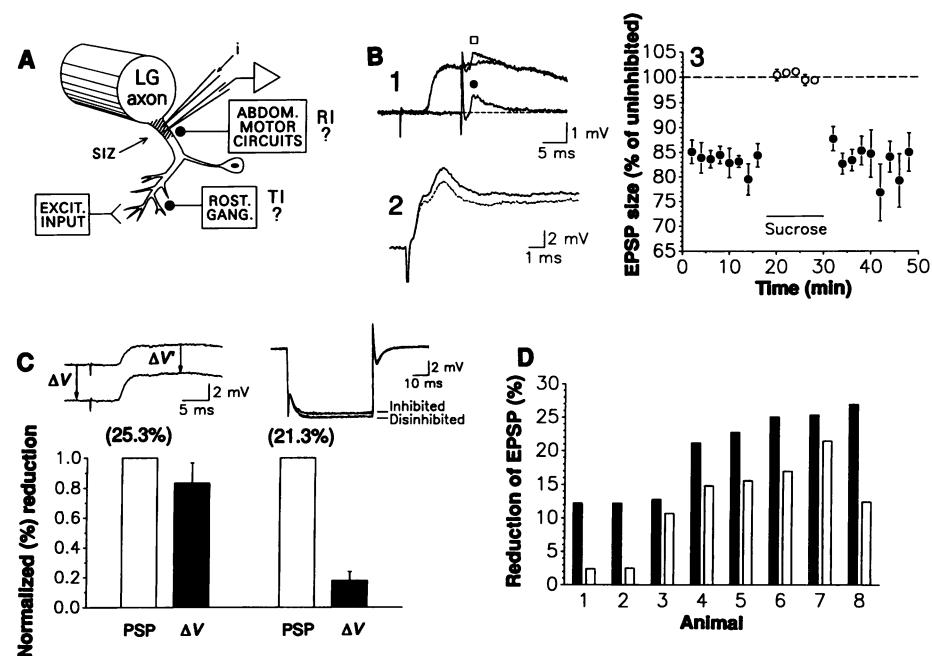 A
LG
axon
i
SIZ
ABDOM.
MOTOR
CIRCUITS
RI
?
EXCIT.
INPUT
ROST.
GANG.
TI
?
B
1
1 mV
5 ms
2
2 mV
1 ms
3
EPSP size (% of uninhibited)
105
100
95
90
85
80
75
70
65
Sucrose
0 10 20 30 40 50
Time (min)
C
ΔV
ΔV'
2 mV
5 ms
2 mV
10 ms
Inhibited
Disinhibited
(25.3%)
(21.3%)
Normalized (%) reduction
1.0
0.8
0.6
0.4
0.2
0.0
PSP ΔV PSP ΔV
D
Reduction of EPSP (%)
30
25
20
15
10
5
0
1 2 3 4 5 6 7 8
Animal